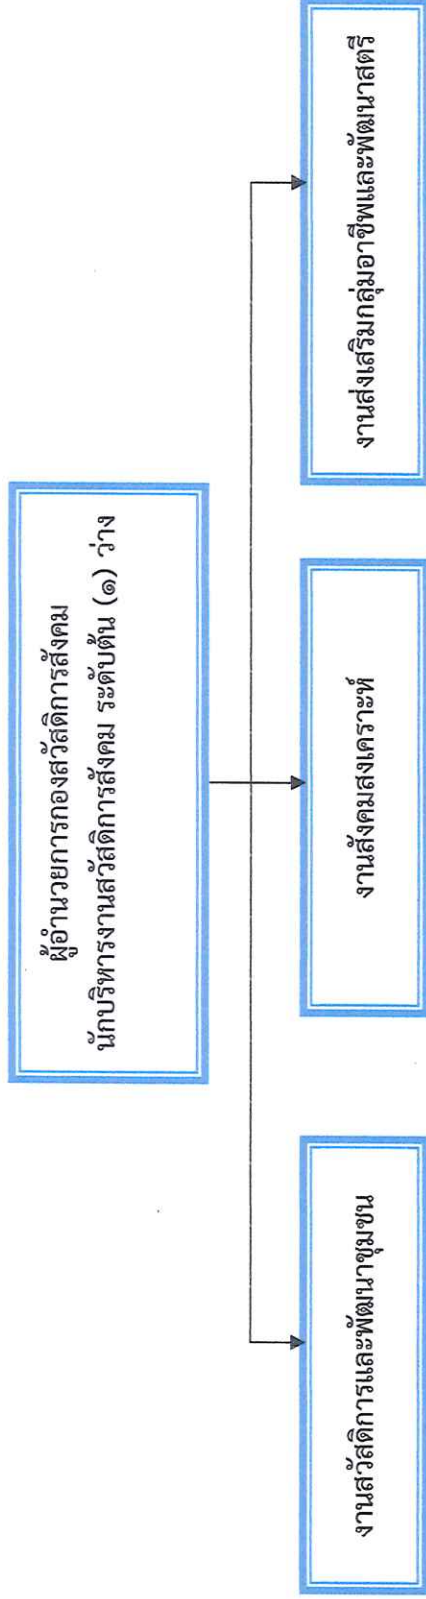 ผู้อำนวยการกองสวัสดิการสังคม
นักบริหารงานสวัสดิการสังคม ระดับต้น (๑) ว่าง
งานสวัสดิการและพัฒนาชุมชน
งานสังคมสงเคราะห์
งานส่งเสริมกลุ่มอาชีพและพัฒนาสตรี